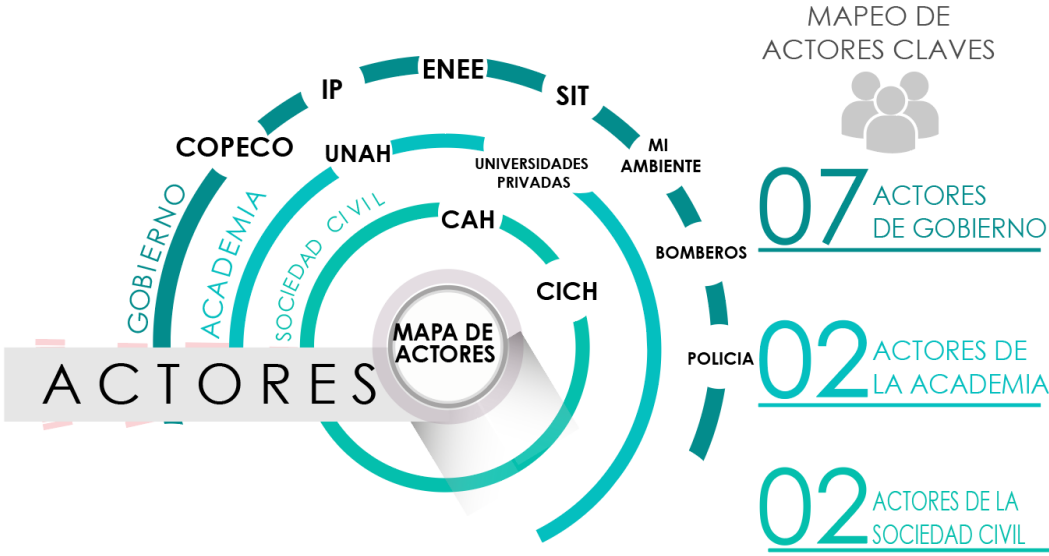 MAPEO DE
ACTORES CLAVES
ENEE
IP
SIT
COPECO
UNAH
MI
AMBIENTE
UNIVERSIDADES
PRIVADAS
BOMBEROS
POLICIA
CAH
CICH
GOBIERNO
ACADEMIA
SOCIEDAD CIVIL
MAPA DE
ACTORES
ACTORES
07
ACTORES
DE GOBIERNO
02
ACTORES DE
LA ACADEMIA
02
ACTORES DE LA
SOCIEDAD CIVIL